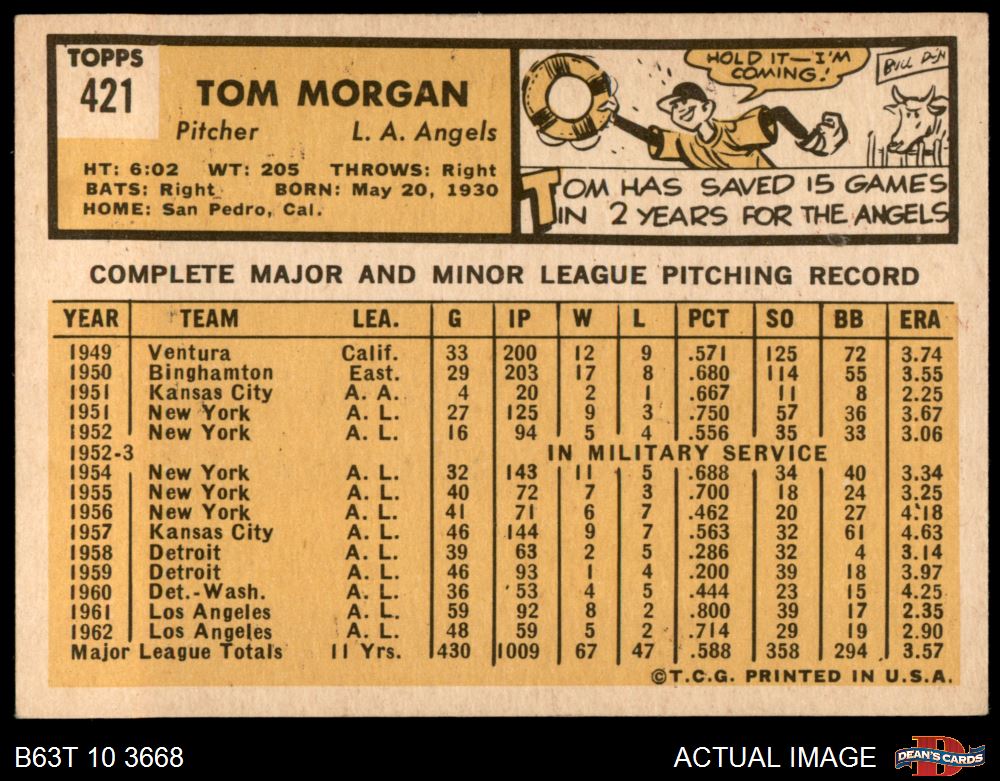 TOPPS
421
TOM MORGAN
Pitcher L. A. Angels
HT: 6:02 WT: 205 THROWS: Right
BATS: Right BORN: May 20, 1930
HOME: San Pedro, Cal.
HOLD IT—I'M
COMING!
BULL PEN
TOM HAS SAVED 15 GAMES
IN 2 YEARS FOR THE ANGELS
COMPLETE MAJOR AND MINOR LEAGUE PITCHING RECORD
YEAR TEAM LEA. G IP W L PCT SO BB ERA
1949 Ventura Calif. 33 200 12 9 .571 125 72 3.74
1950 Binghamton East. 29 203 17 8 .680 114 55 3.55
1951 Kansas City A. A. 4 20 2 1 .667 11 8 2.25
1951 New York A. L. 27 125 9 3 .750 57 36 3.67
1952 New York A. L. 16 94 5 4 .556 35 33 3.06
1952-3 IN MILITARY SERVICE
1954 New York A. L. 32 143 11 5 .688 34 40 3.34
1955 New York A. L. 40 72 7 3 .700 18 24 3.25
1956 New York A. L. 41 71 6 7 .462 20 27 4.18
1957 Kansas City A. L. 46 144 9 7 .563 32 61 4.63
1958 Detroit A. L. 39 63 2 5 .286 32 4 3.14
1959 Detroit A. L. 46 93 1 4 .200 39 18 3.97
1960 Det.-Wash. A. L. 36 53 4 5 .444 23 15 4.25
1961 Los Angeles A. L. 59 92 8 2 .800 39 17 2.35
1962 Los Angeles A. L. 48 59 5 2 .714 29 19 2.90
Major League Totals 11 Yrs. 430 1009 67 47 .588 358 294 3.57
©T.C.G. PRINTED IN U.S.A.
B63T 10 3668 ACTUAL IMAGE
DEAN'S CARDS